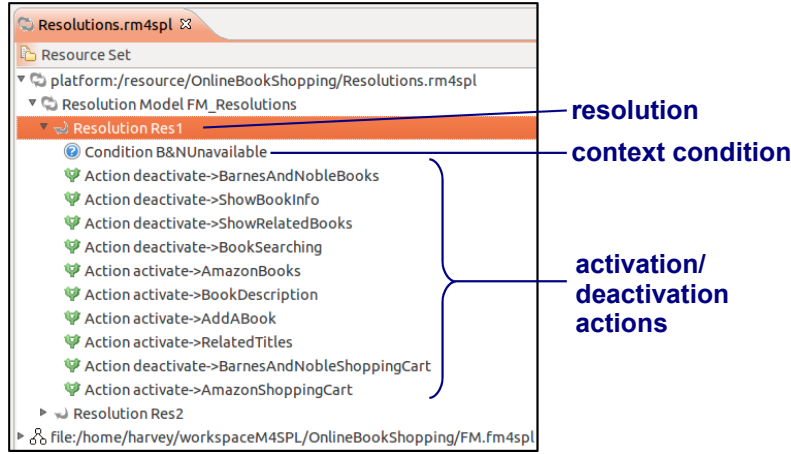 Resolutions.rm4spl
Resource Set
platform:/resource/OnlineBookShopping/Resolutions.rm4spl
Resolution Model FM_Resolutions
Resolution Res1
Condition B&NUnavailable
Action deactivate->BarnesAndNobleBooks
Action deactivate->ShowBookInfo
Action deactivate->ShowRelatedBooks
Action deactivate->BookSearching
Action activate->AmazonBooks
Action activate->BookDescription
Action activate->AddABook
Action activate->RelatedTitles
Action deactivate->BarnesAndNobleShoppingCart
Action activate->AmazonShoppingCart
Resolution Res2
file:/home/harvey/workspaceM4SPL/OnlineBookShopping/FM.fm4spl
resolution
context condition
activation/
deactivation
actions